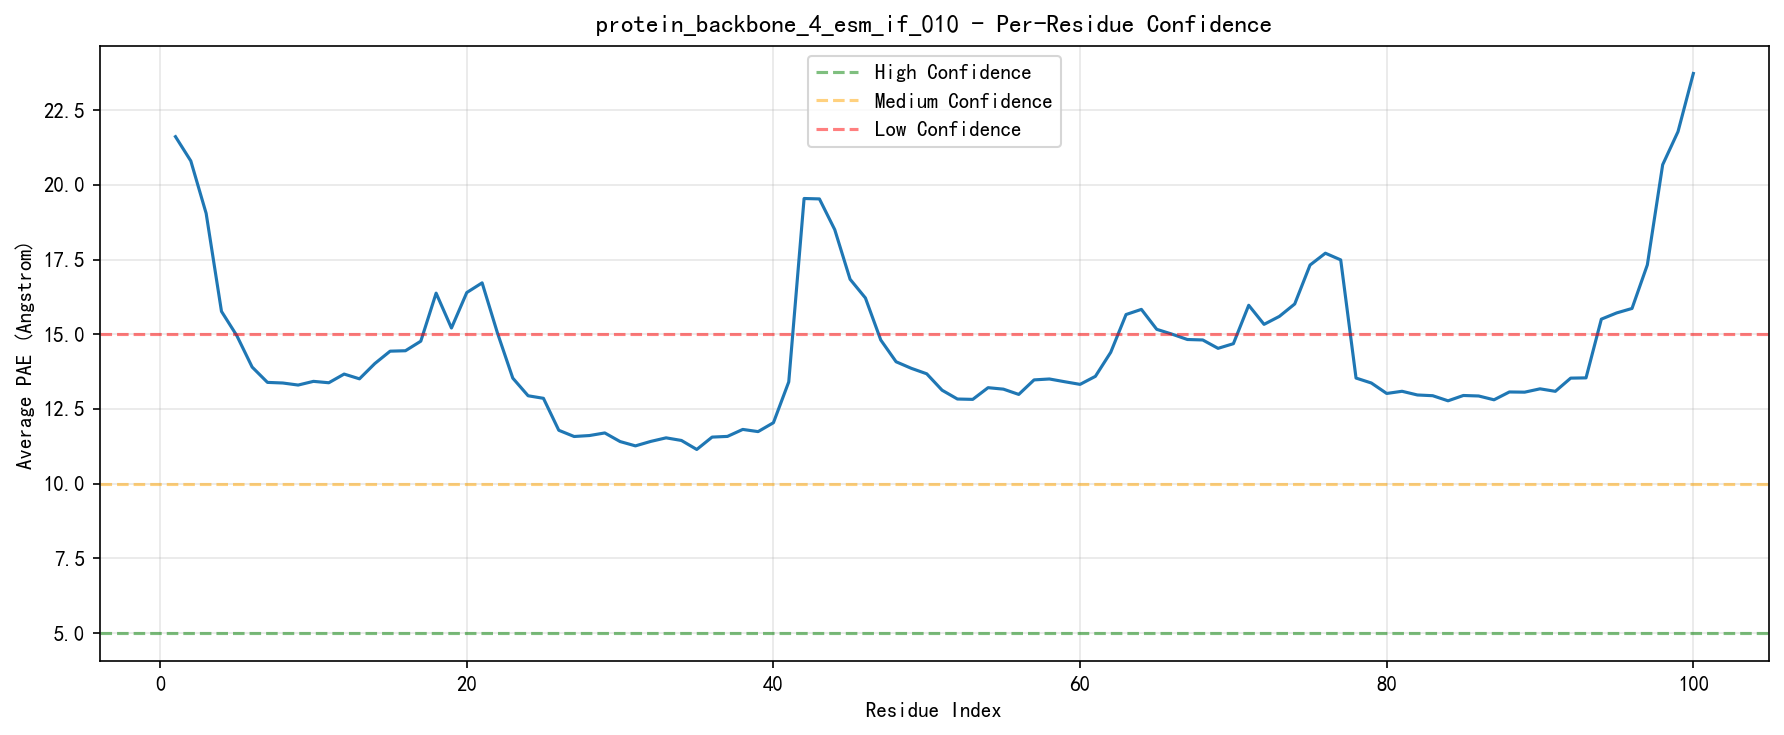 protein_backbone_4_esm_if_010 - Per-Residue Confidence
High Confidence
Medium Confidence
Low Confidence
22.5
20.0
17.5
15.0
12.5
10.0
7.5
5.0
Average PAE (Angstrom)
0 20 40 60 80 100
Residue Index